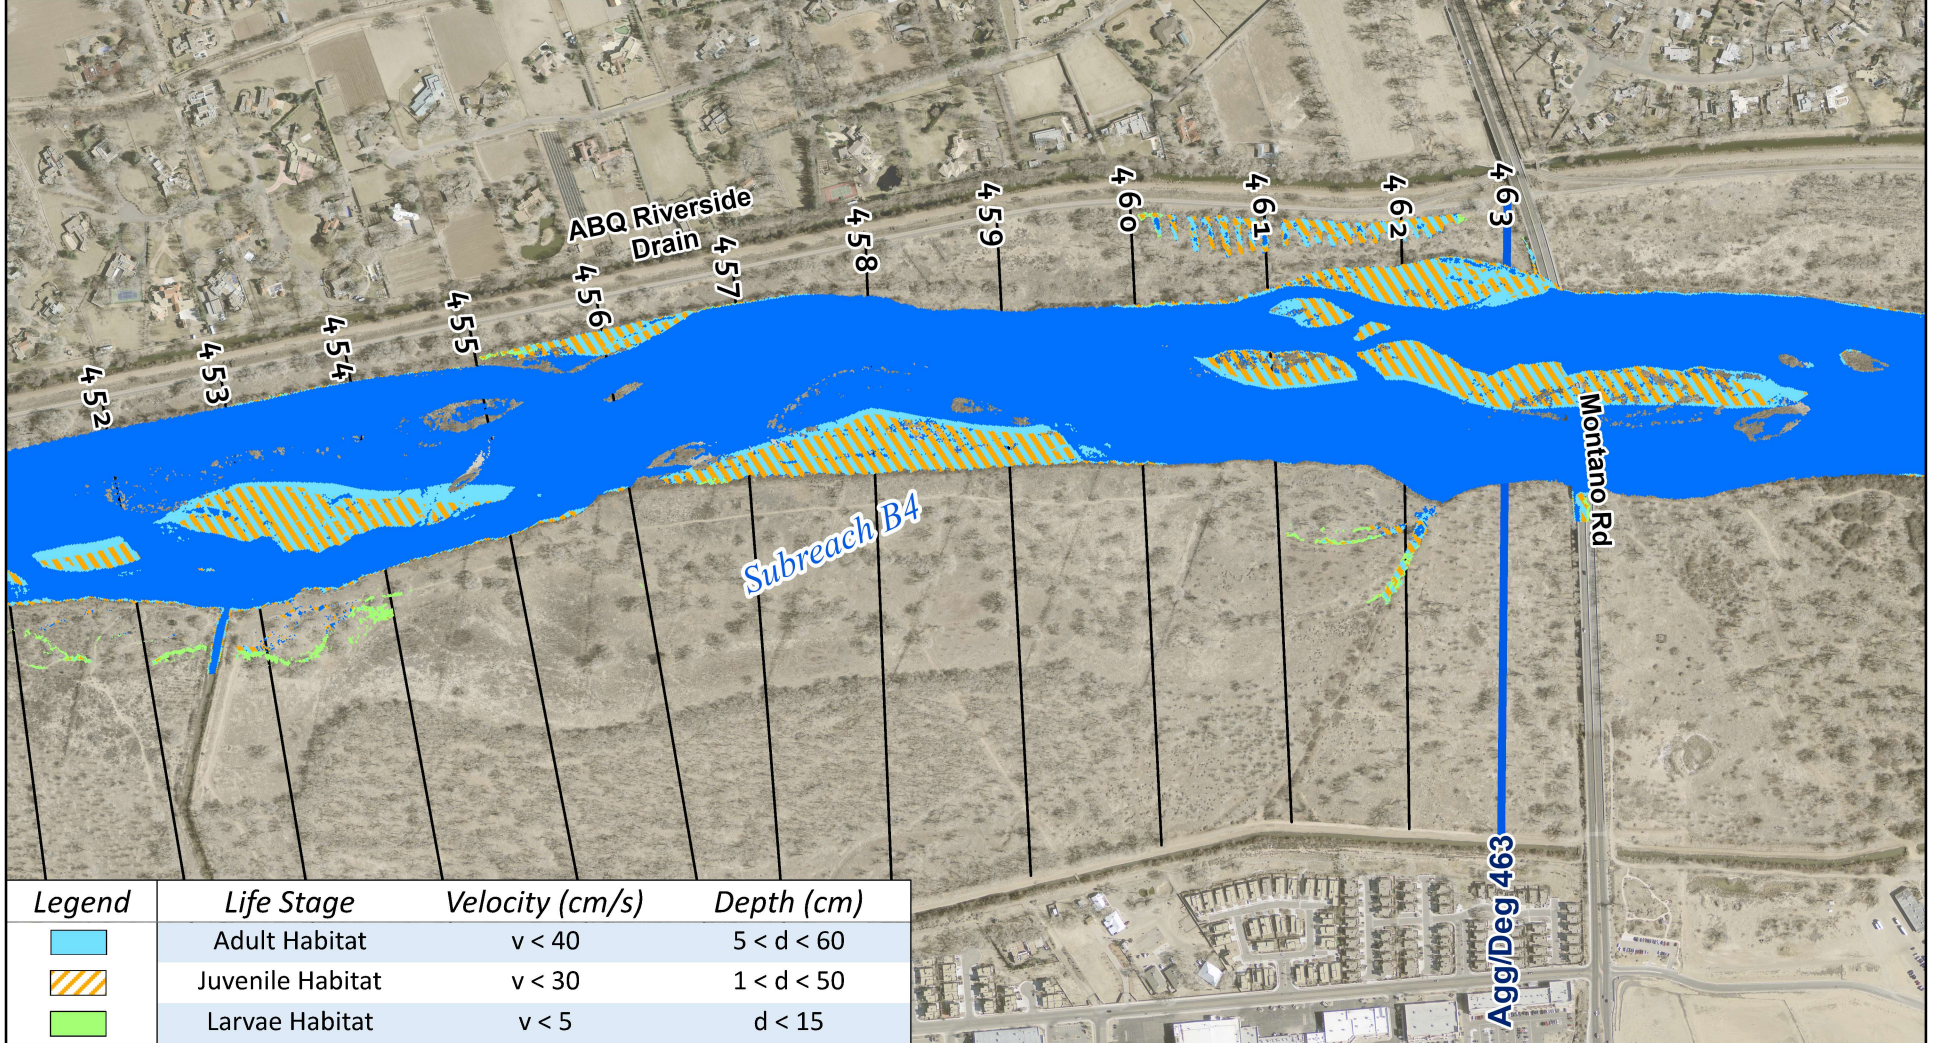 452
453
454
455
456
457
458
459
460
461
462
463
ABQ Riverside
Drain
Subreach B4
Montano Rd
Agg/Deg 463
Legend Life Stage Velocity (cm/s) Depth (cm)
Adult Habitat v < 40 5 < d < 60
Juvenile Habitat v < 30 1 < d < 50
Larvae Habitat v < 5 d < 15